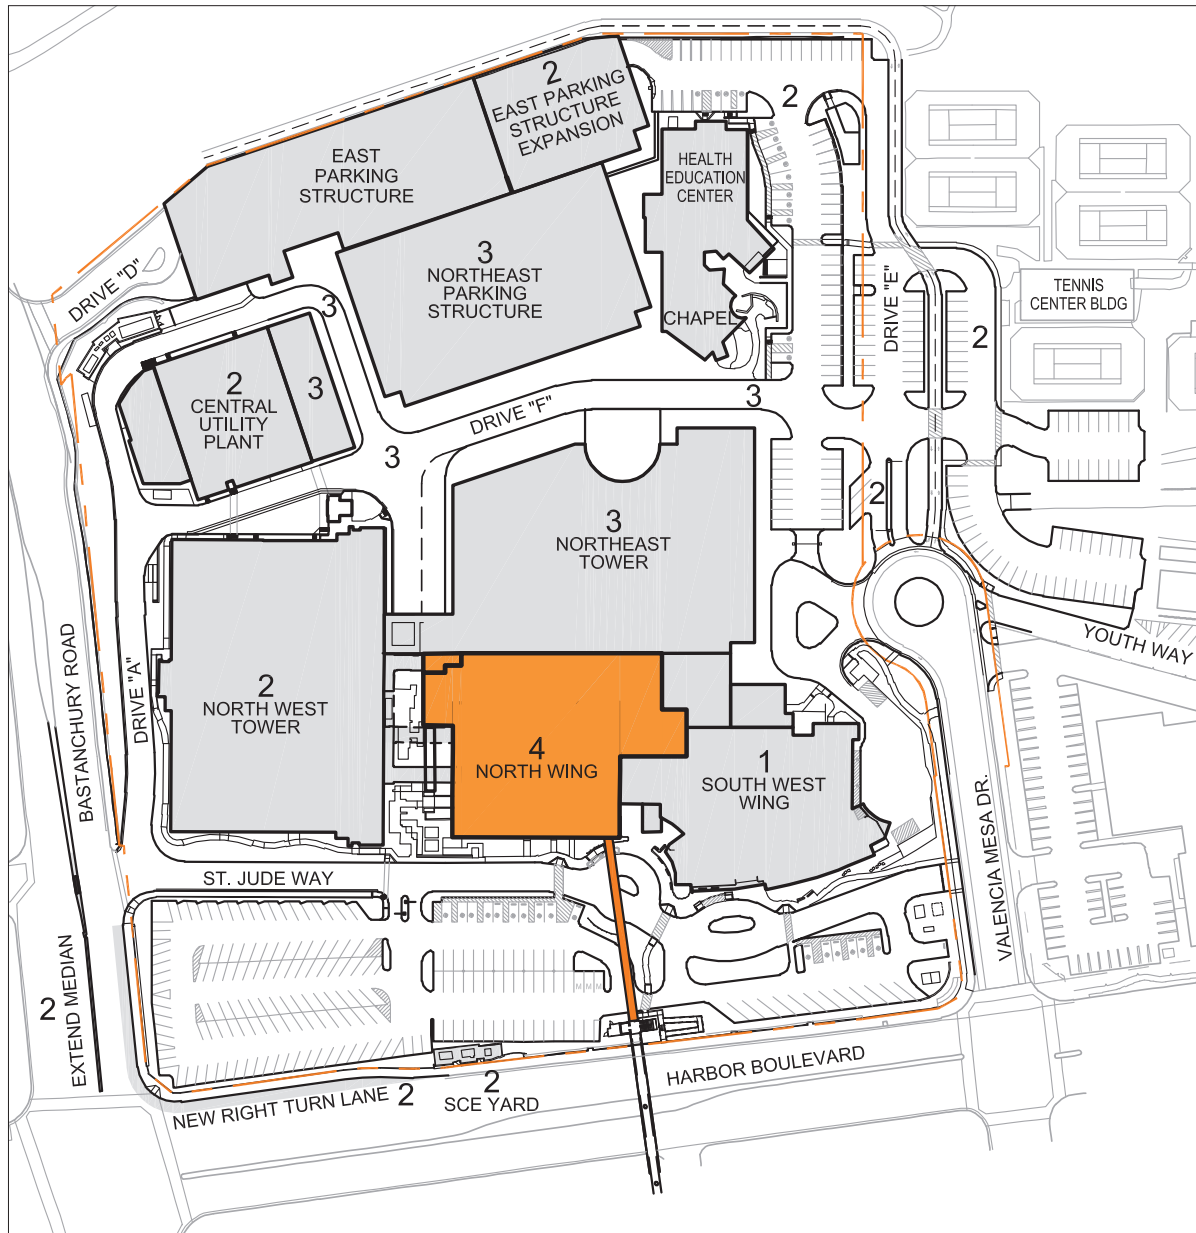 2
EAST PARKING
STRUCTURE
EXPANSION
2
EAST
PARKING
STRUCTURE
HEALTH
EDUCATION
CENTER
3
NORTHEAST
PARKING
STRUCTURE
DRIVE "D"
DRIVE "E"
TENNIS
CENTER BLDG
3
CHAPEL
2
2
CENTRAL
UTILITY
PLANT
3
DRIVE "F"
3
3
2
3
NORTHEAST
TOWER
YOUTH WAY
BASTANCHURY ROAD
DRIVE "A"
2
NORTH WEST
TOWER
4
NORTH WING
1
SOUTH WEST
WING
VALENCIA MESA DR.
ST. JUDE WAY
2
EXTEND MEDIAN
M M M
HARBOR BOULEVARD
NEW RIGHT TURN LANE 2
2
SCE YARD